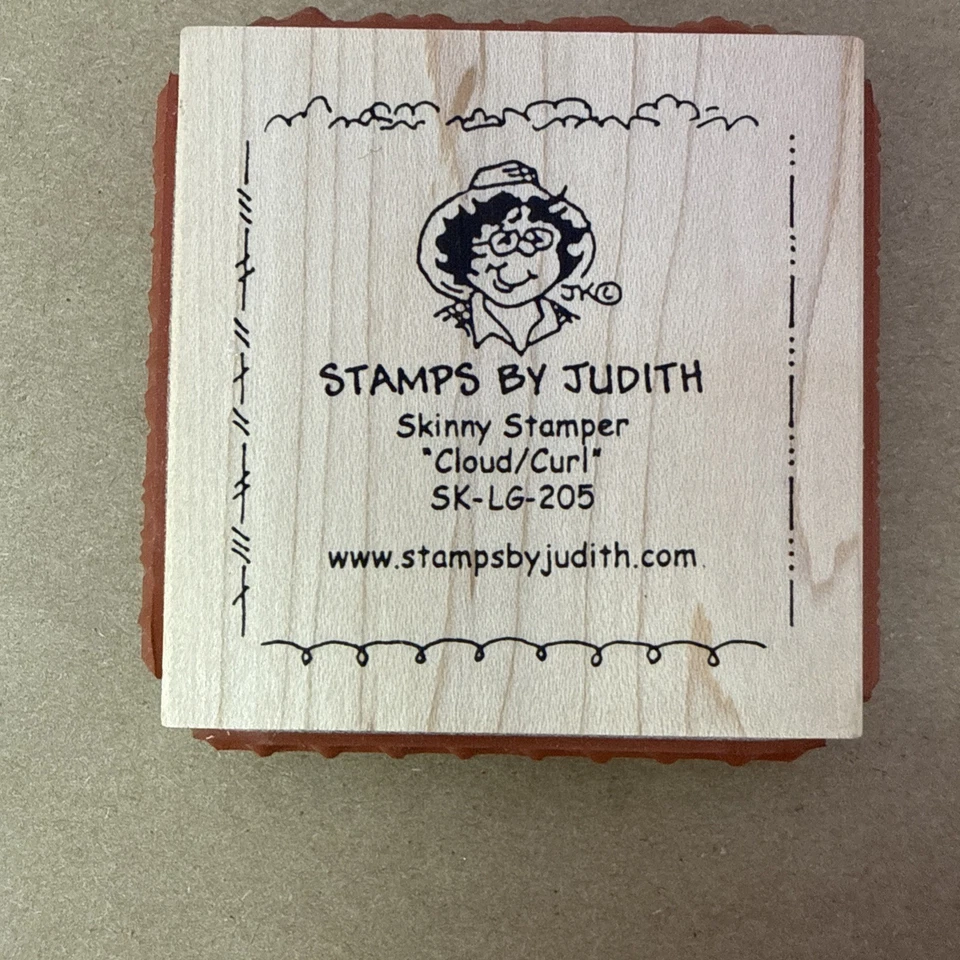 JK©
STAMPS BY JUDITH
Skinny Stamper
"Cloud/Curl"
SK-LG-205
www.stampsbyjudith.com